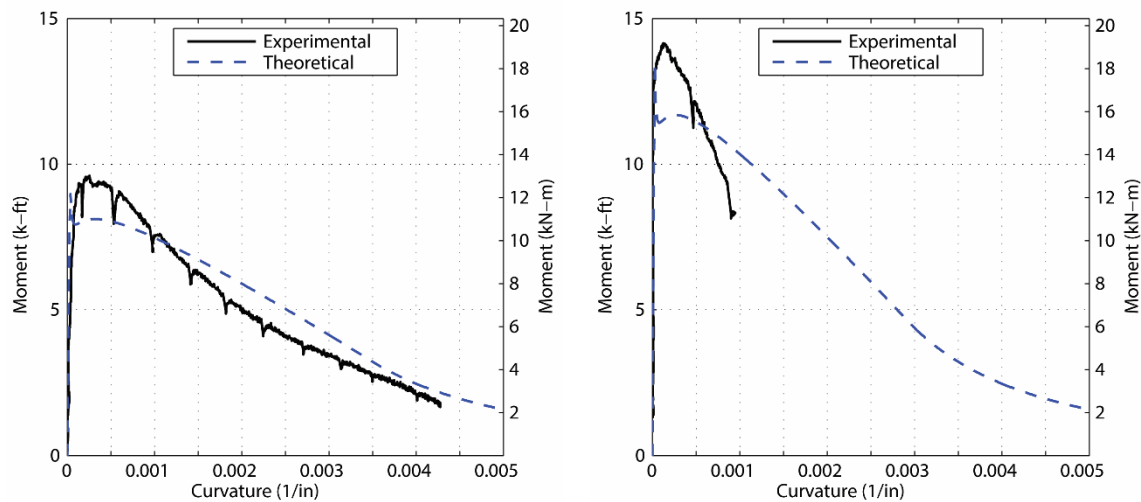 15
10
5
0
Moment (k–ft)
Experimental
Theoretical
20
18
16
14
12
10
8
6
4
2
Moment (kN–m)
0 0.001 0.002 0.003 0.004 0.005
Curvature (1/in)
15
10
5
0
Moment (k–ft)
Experimental
Theoretical
20
18
16
14
12
10
8
6
4
2
Moment (kN–m)
0 0.001 0.002 0.003 0.004 0.005
Curvature (1/in)